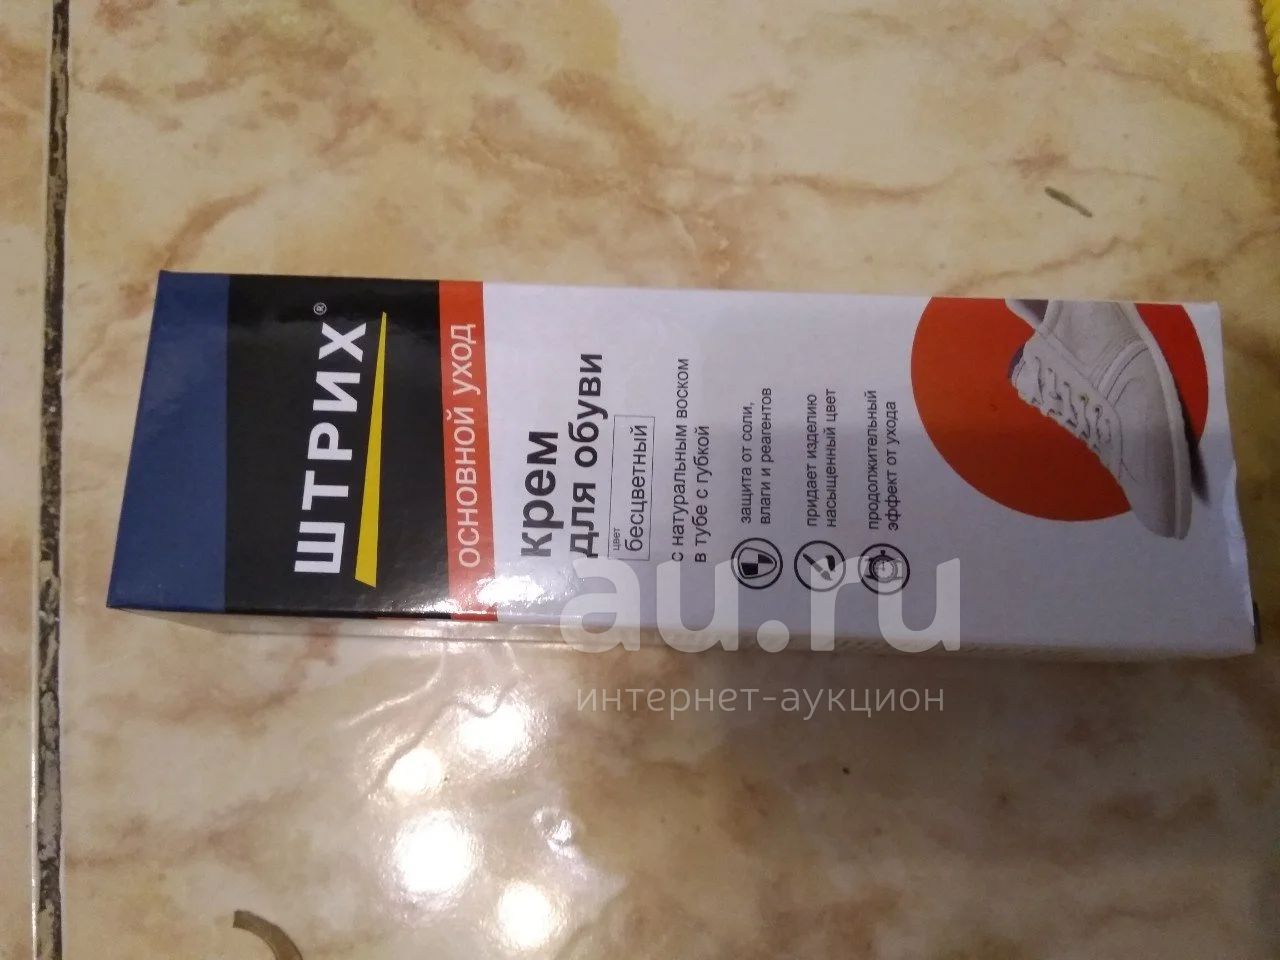 ШТРИХ®
ОСНОВНОЙ УХОД
крем
для обуви
цвет
бесцветный
с натуральным воском
в тубе с губкой
защита от соли,
влаги и реагентов
придает изделию
насыщенный цвет
продолжительный
эффект от ухода
au.ru
интернет-аукцион